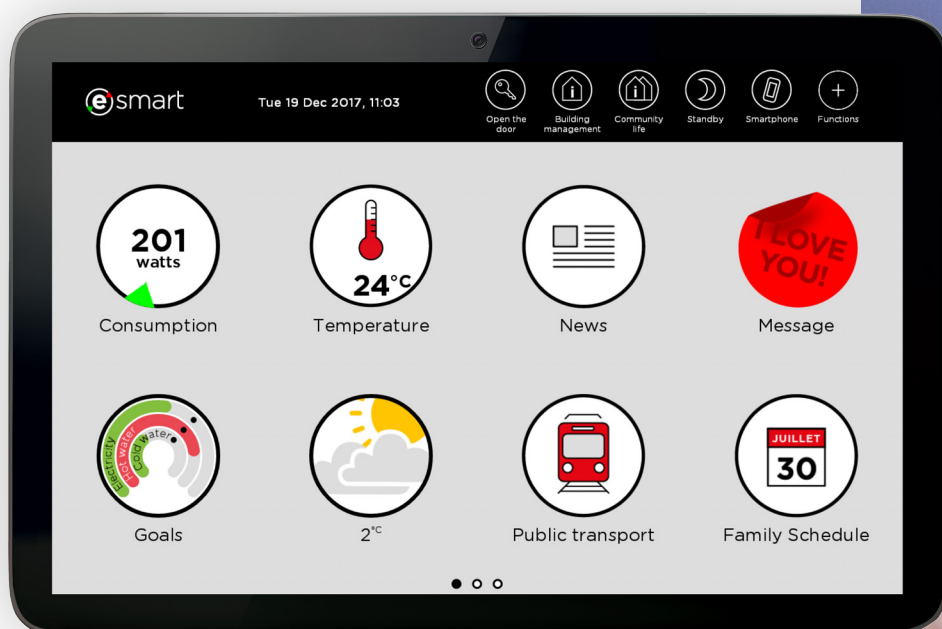 esmart
Tue 19 Dec 2017, 11:03
Open the
door
Building
management
Community
life
Standby
Smartphone
Functions
201
watts
Consumption
24°C
Temperature
News
I LOVE
YOU!
Message
Electricity
Hot water
Cold water
Goals
2°C
Public transport
JUILLET
30
Family Schedule